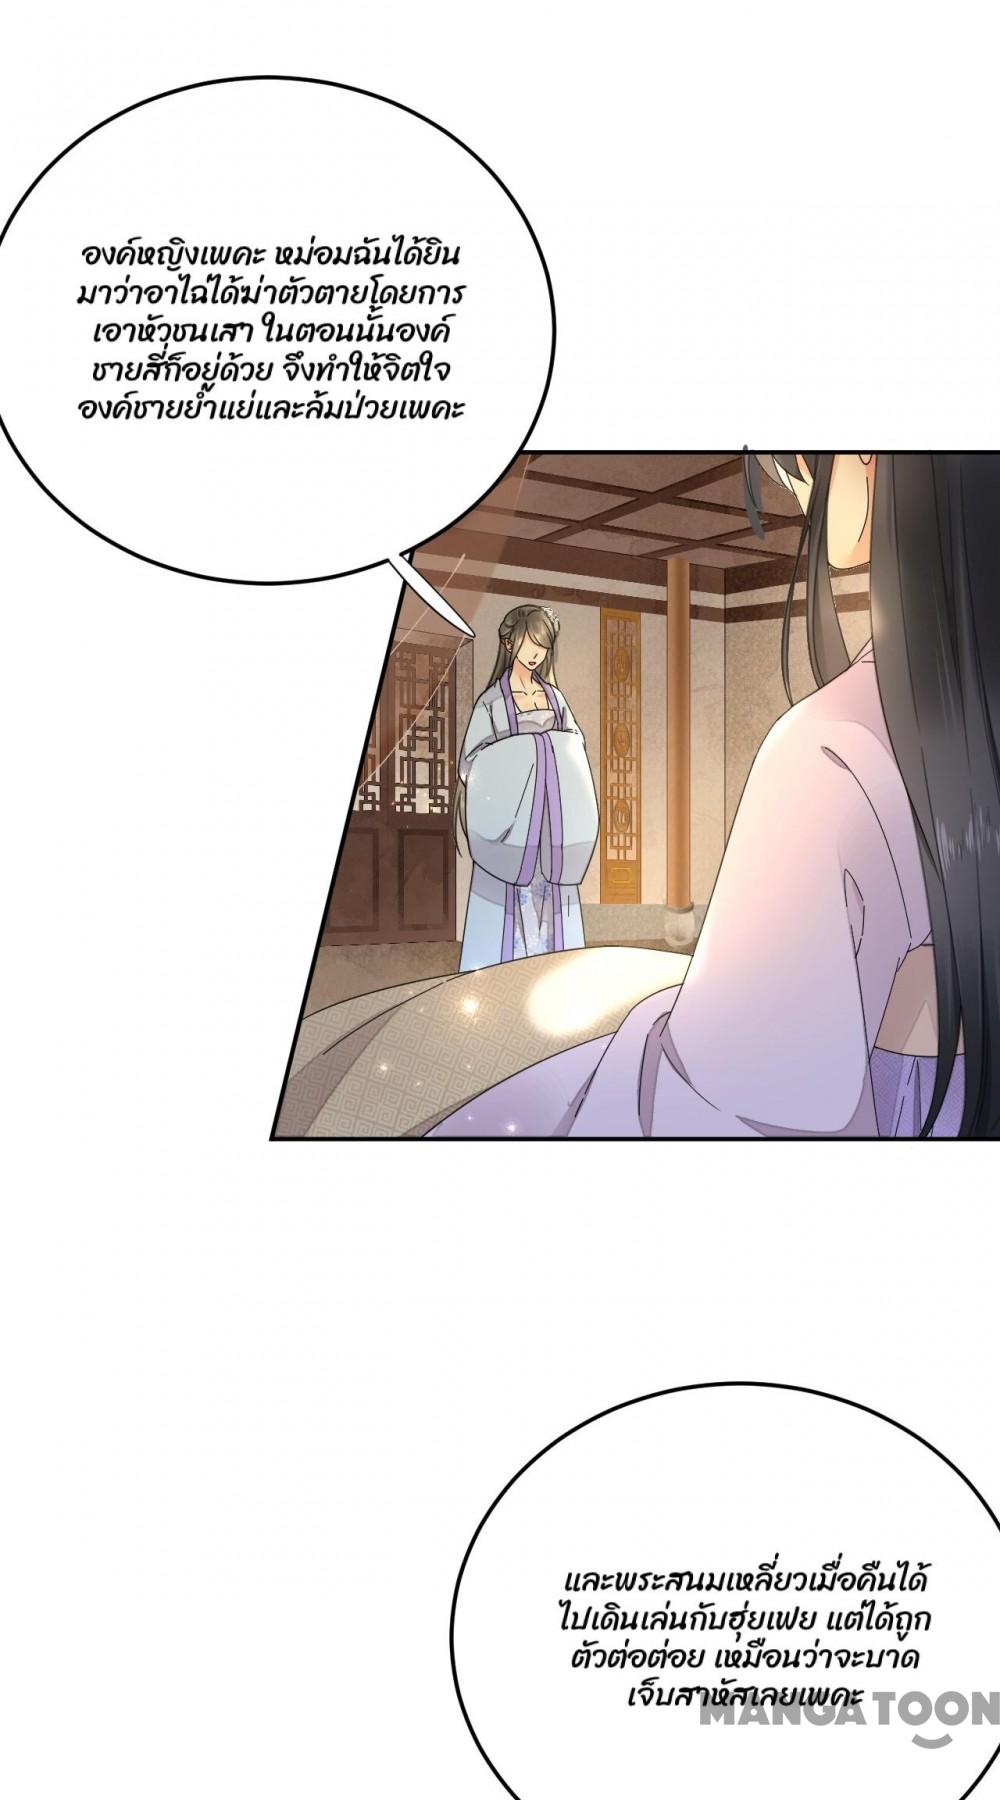 องค์หญิงเพคะ หม่อมฉันได้ยิน
มาว่าอาไฉ่ได้ฆ่าตัวตายโดยการ
เอาหัวชนเสา ในตอนนั้นองค์
ชายสี่ก็อยู่ด้วย จึงทำให้จิตใจ
องค์ชายย่ำแย่และล้มป่วยเพคะ
และพระสนมเหลี่ยวเมื่อคืนได้
ไปเดินเล่นกับฮุ่ยเฟย แต่ได้ถูก
ตัวต่อต่อย เหมือนว่าจะบาด
เจ็บสาหัสเลยเพคะ
MANGATOON